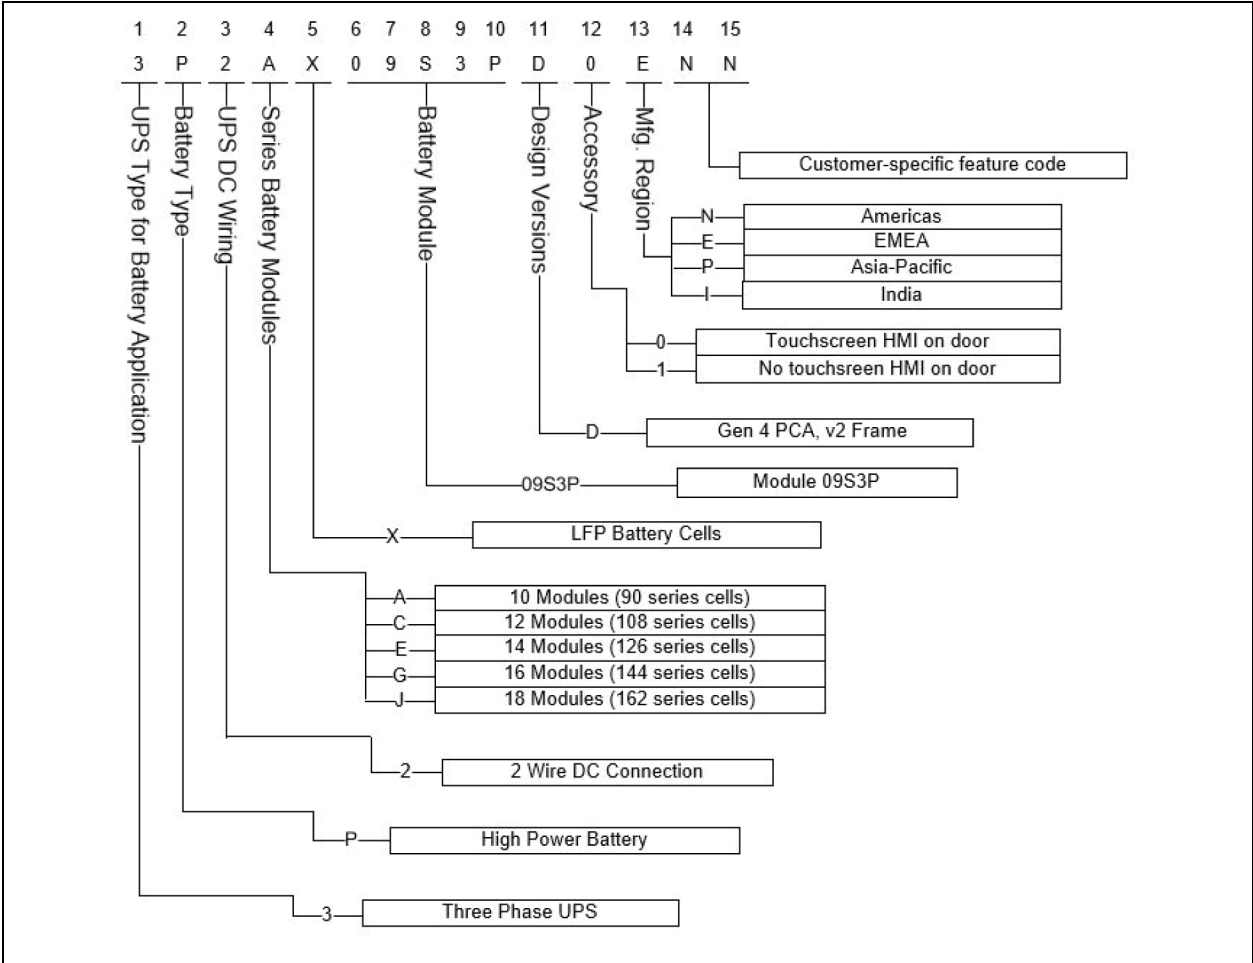 1 2 3 4 5 6 7 8 9 10 11 12 13 14 15
3 P 2 A X 0 9 S 3 P D 0 E N N
UPS Type for Battery Application
Battery Type
UPS DC Wiring
Series Battery Modules
Battery Module
Design Versions
Accessory
Mfg. Region
Customer-specific feature code
N Americas
E EMEA
P Asia-Pacific
I India
0 Touchscreen HMI on door
1 No touchsreen HMI on door
D Gen 4 PCA, v2 Frame
09S3P Module 09S3P
X LFP Battery Cells
A 10 Modules (90 series cells)
C 12 Modules (108 series cells)
E 14 Modules (126 series cells)
G 16 Modules (144 series cells)
J 18 Modules (162 series cells)
2 2 Wire DC Connection
P High Power Battery
3 Three Phase UPS